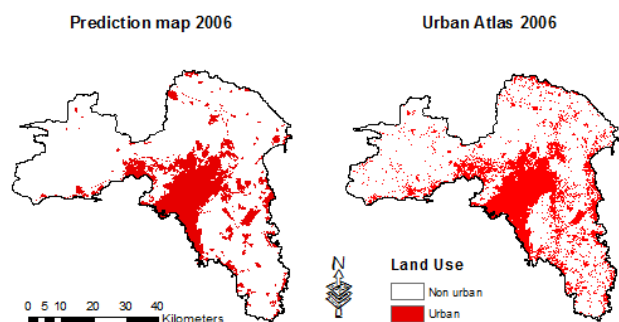 Prediction map 2006
Urban Atlas 2006
N
Land Use
Non urban
Urban
0 5 10 20 30 40
Kilometers